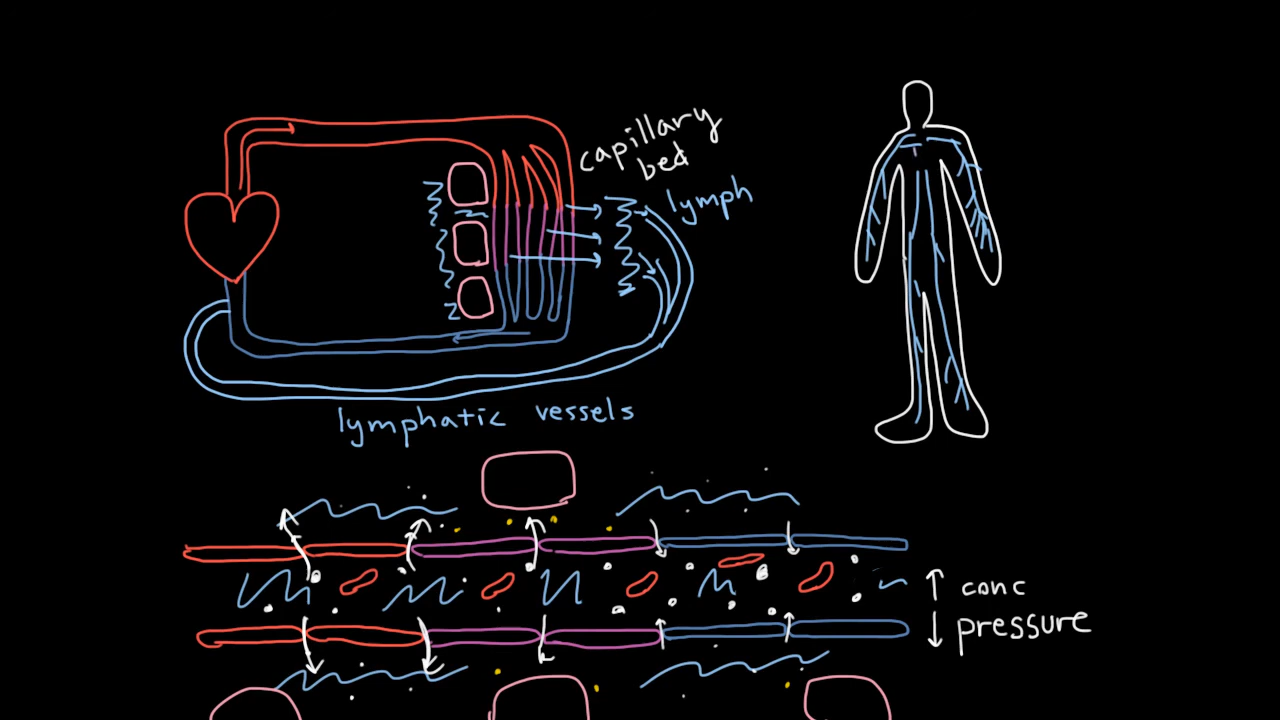 capillary
bed
lymph
lymphatic vessels
↑ conc
↓ pressure